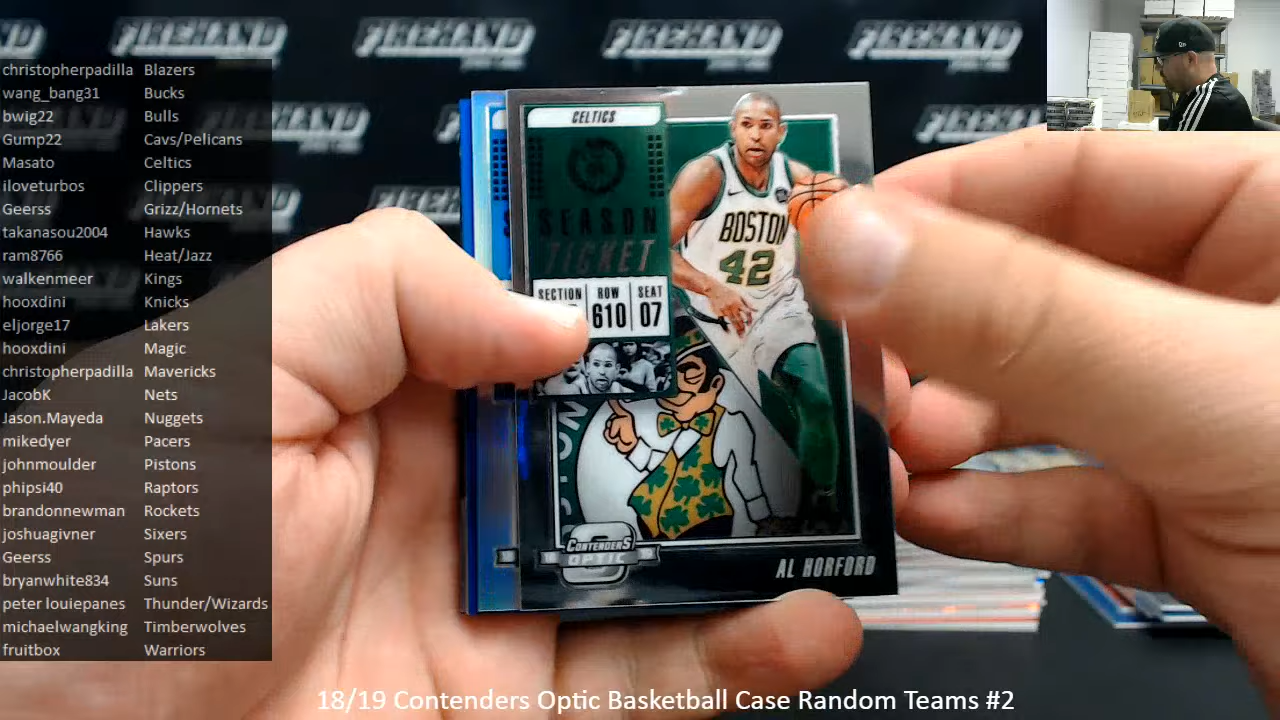 FIREHAND FIREHAND FIREHAND FIREHAND
christopherpadilla Blazers
wang_bang31 Bucks
bwig22 Bulls
Gump22 Cavs/Pelicans
Masato Celtics
iloveturbos Clippers
Geerss Grizz/Hornets
takanasou2004 Hawks
ram8766 Heat/Jazz
walkenmeer Kings
hooxdini Knicks
eljorge17 Lakers
hooxdini Magic
christopherpadilla Mavericks
JacobK Nets
Jason.Mayeda Nuggets
mikedyer Pacers
johnmoulder Pistons
phipsi40 Raptors
brandonnewman Rockets
joshuagivner Sixers
Geerss Spurs
bryanwhite834 Suns
peter louiepanes Thunder/Wizards
michaelwangking Timberwolves
fruitbox Warriors
CELTICS
SEASON
TICKET
SECTION ROW SEAT
610 07
BOSTON
42
CONTENDERS
OPTIC
AL HORFORD
18/19 Contenders Optic Basketball Case Random Teams #2